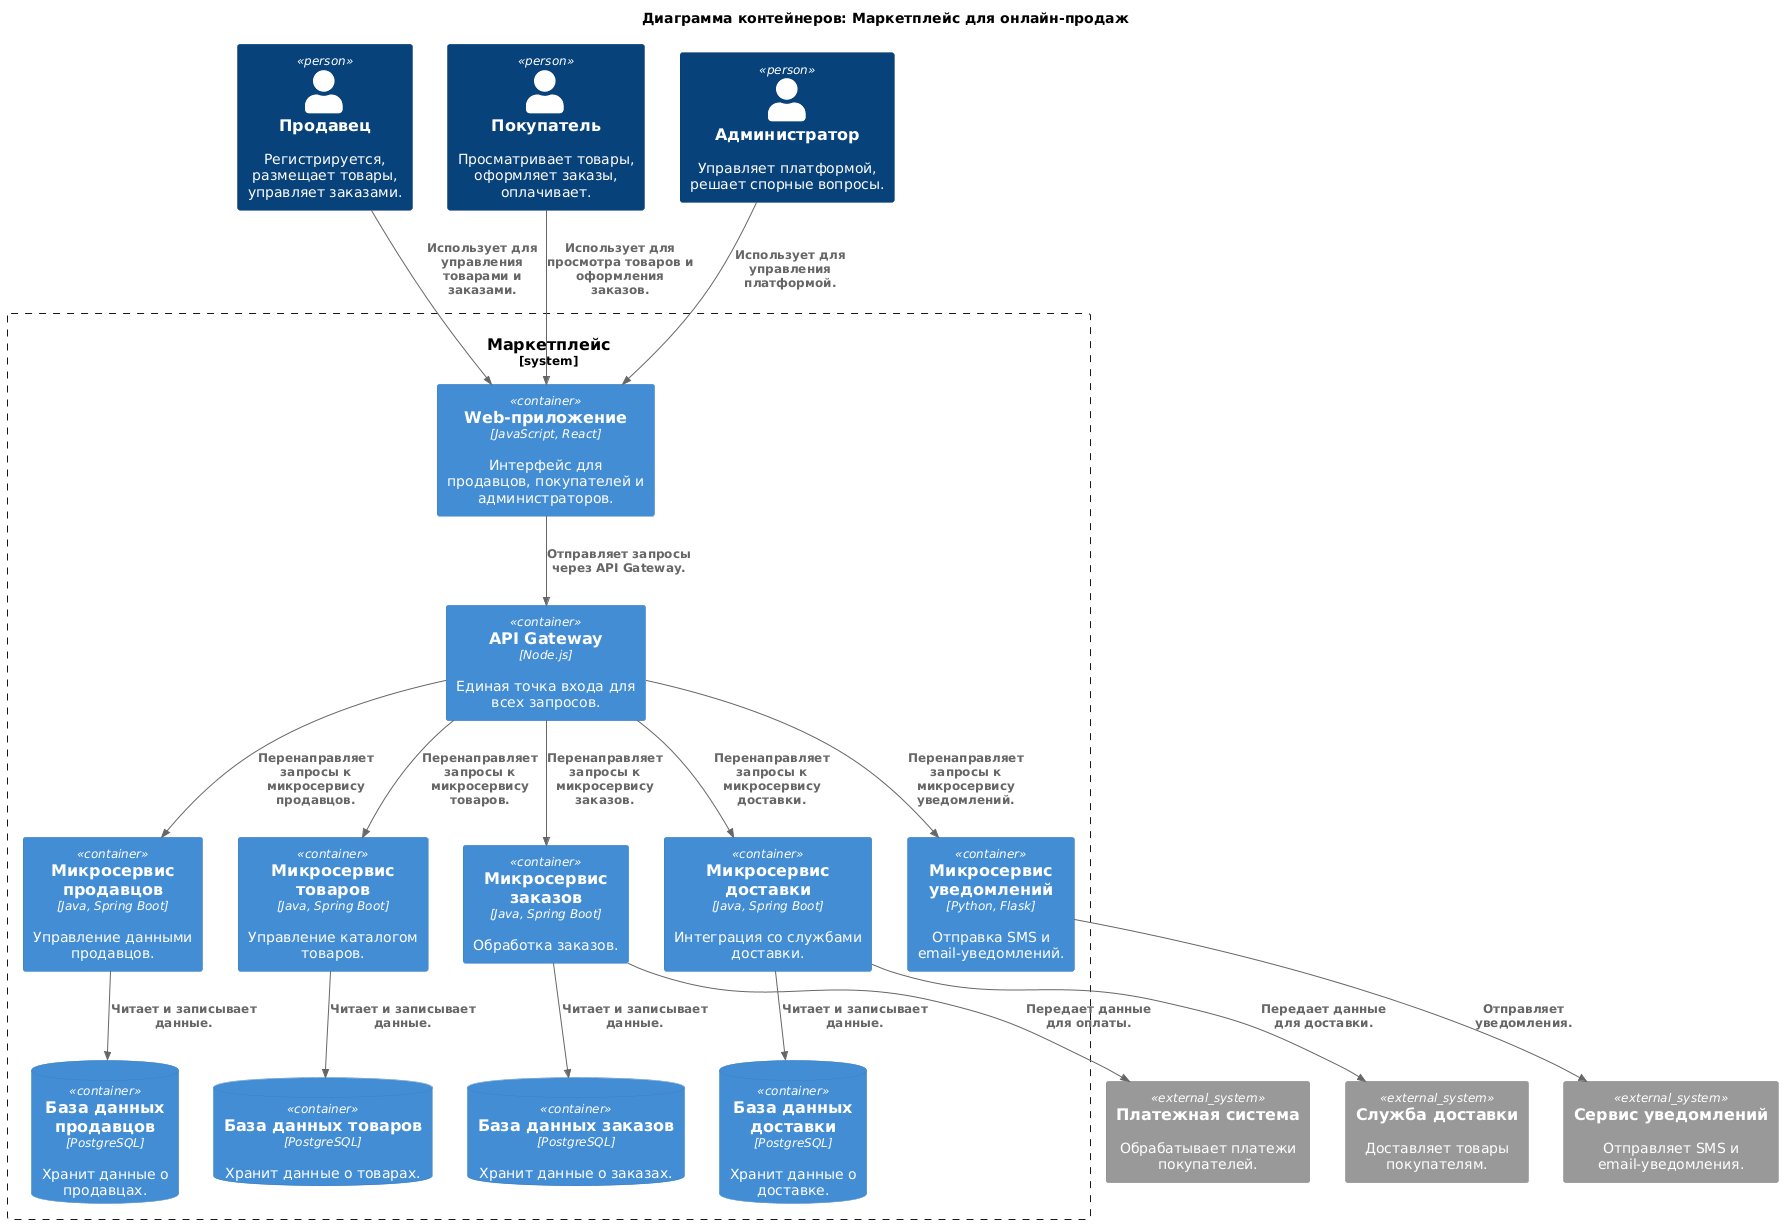 Диаграмма контейнеров: Маркетплейс для онлайн-продаж
«person»
Продавец
Регистрируется,
размещает товары,
управляет заказами.
«person»
Покупатель
Просматривает товары,
оформляет заказы,
оплачивает.
«person»
Администратор
Управляет платформой,
решает спорные вопросы.
Использует для
управления
товарами и
заказами.
Использует для
просмотра товаров и
оформления
заказов.
Использует для
управления
платформой.
Маркетплейс
[system]
«container»
Web-приложение
[JavaScript, React]
Интерфейс для
продавцов, покупателей и
администраторов.
Отправляет запросы
через API Gateway.
«container»
API Gateway
[Node.js]
Единая точка входа для
всех запросов.
Перенаправляет
запросы к
микросервису
продавцов.
Перенаправляет
запросы к
микросервису
товаров.
Перенаправляет
запросы к
микросервису
заказов.
Перенаправляет
запросы к
микросервису
доставки.
Перенаправляет
запросы к
микросервису
уведомлений.
«container»
Микросервис
продавцов
[Java, Spring Boot]
Управление данными
продавцов.
«container»
Микросервис
товаров
[Java, Spring Boot]
Управление каталогом
товаров.
«container»
Микросервис
заказов
[Java, Spring Boot]
Обработка заказов.
«container»
Микросервис
доставки
[Java, Spring Boot]
Интеграция со службами
доставки.
«container»
Микросервис
уведомлений
[Python, Flask]
Отправка SMS и
email-уведомлений.
Читает и записывает
данные.
Читает и записывает
данные.
Читает и записывает
данные.
Читает и записывает
данные.
Передает данные
для оплаты.
Передает данные
для доставки.
Отправляет
уведомления.
«container»
База данных
продавцов
[PostgreSQL]
Хранит данные о
продавцах.
«container»
База данных товаров
[PostgreSQL]
Хранит данные о товарах.
«container»
База данных заказов
[PostgreSQL]
Хранит данные о заказах.
«container»
База данных
доставки
[PostgreSQL]
Хранит данные о
доставке.
«external_system»
Платежная система
Обрабатывает платежи
покупателей.
«external_system»
Служба доставки
Доставляет товары
покупателям.
«external_system»
Сервис уведомлений
Отправляет SMS и
email-уведомления.